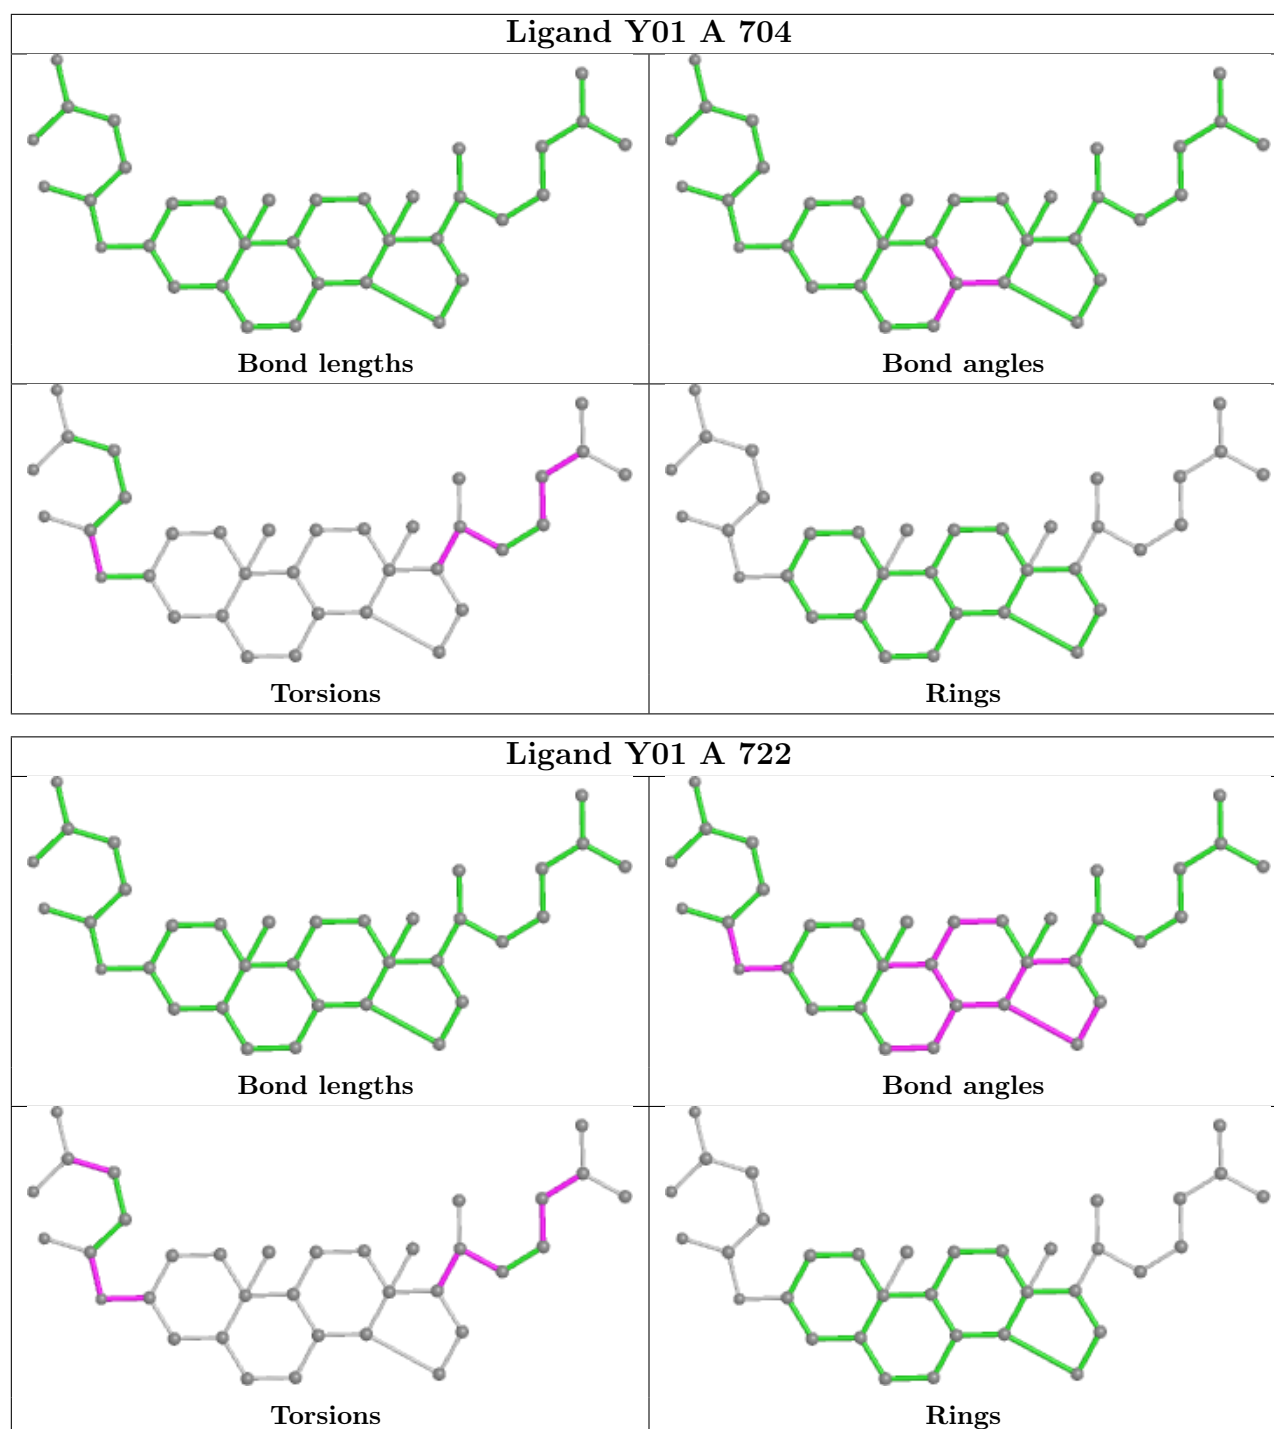 Ligand Y01 A 704
Bond lengths
Bond angles
Torsions
Rings
Ligand Y01 A 722
Bond lengths
Bond angles
Torsions
Rings